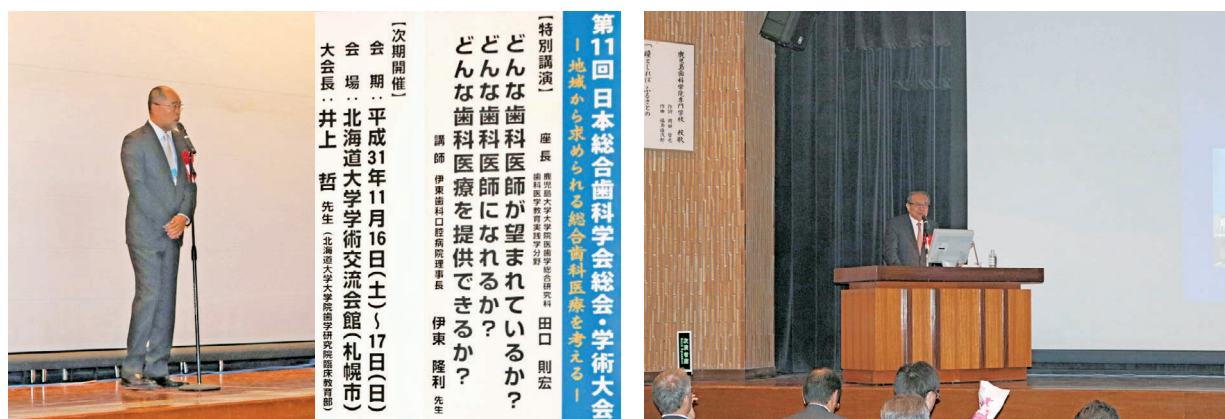 第11回 日本総合歯科学会総会・学術大会
－地域から求められる総合歯科医療を考える－
【特別講演】
座長 鹿児島大学大学院医歯学総合研究科
歯科医学教育実践学分野
田口 則宏
どんな歯科医師が望まれているか?
どんな歯科医師になれるか?
どんな歯科医療を提供できるか?
講師 伊東歯科口腔病院理事長 伊東 隆利 先生
【次期開催】
会 期：平成31年11月16日(土)～17日(日)
会 場：北海道大学学術交流会館(札幌市)
大会長：井上 哲 先生（北海道大学大学院歯学研究院臨床教育部）
鹿児島歯科学院専門学校 校歌
次演者席